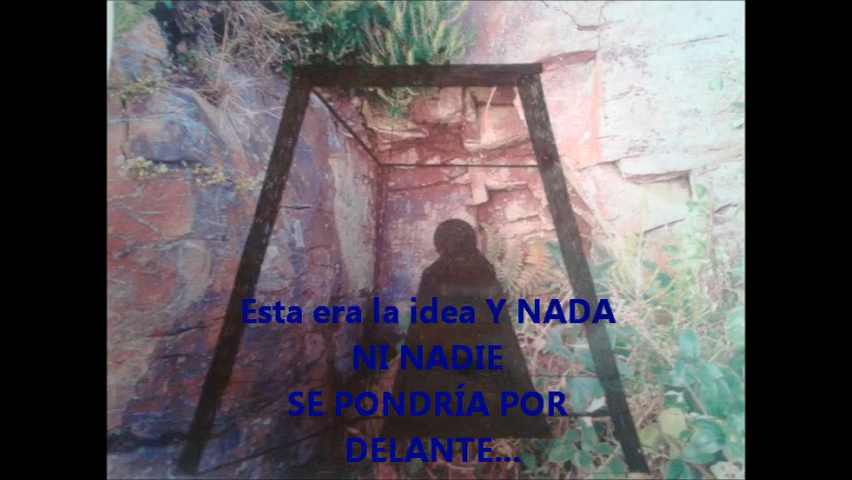 Esta era la idea Y NADA
NI NADIE
SE PONDRÍA POR
DELANTE...